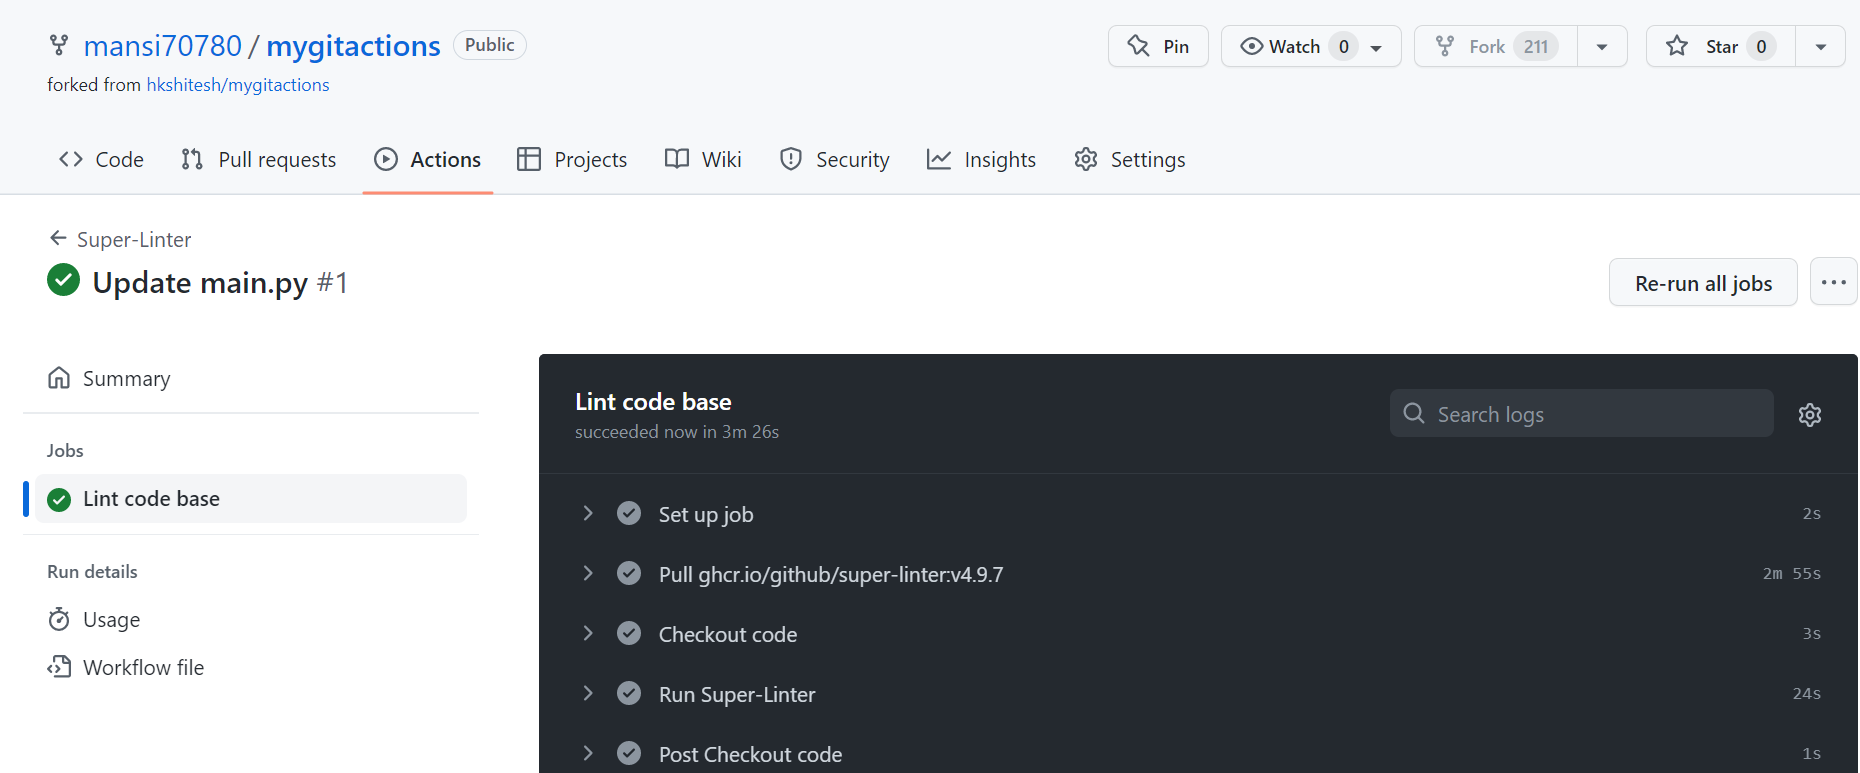 mansi70780 / mygitactions Public
Pin Watch 0 Fork 211 Star 0
forked from hkshitesh/mygitactions
Code Pull requests Actions Projects Wiki Security Insights Settings
Super-Linter
Update main.py #1
Re-run all jobs
Summary
Jobs
Lint code base
Run details
Usage
Workflow file
Lint code base
succeeded now in 3m 26s
Search logs
Set up job 2s
Pull ghcr.io/github/super-linter:v4.9.7 2m 55s
Checkout code 3s
Run Super-Linter 24s
Post Checkout code 1s